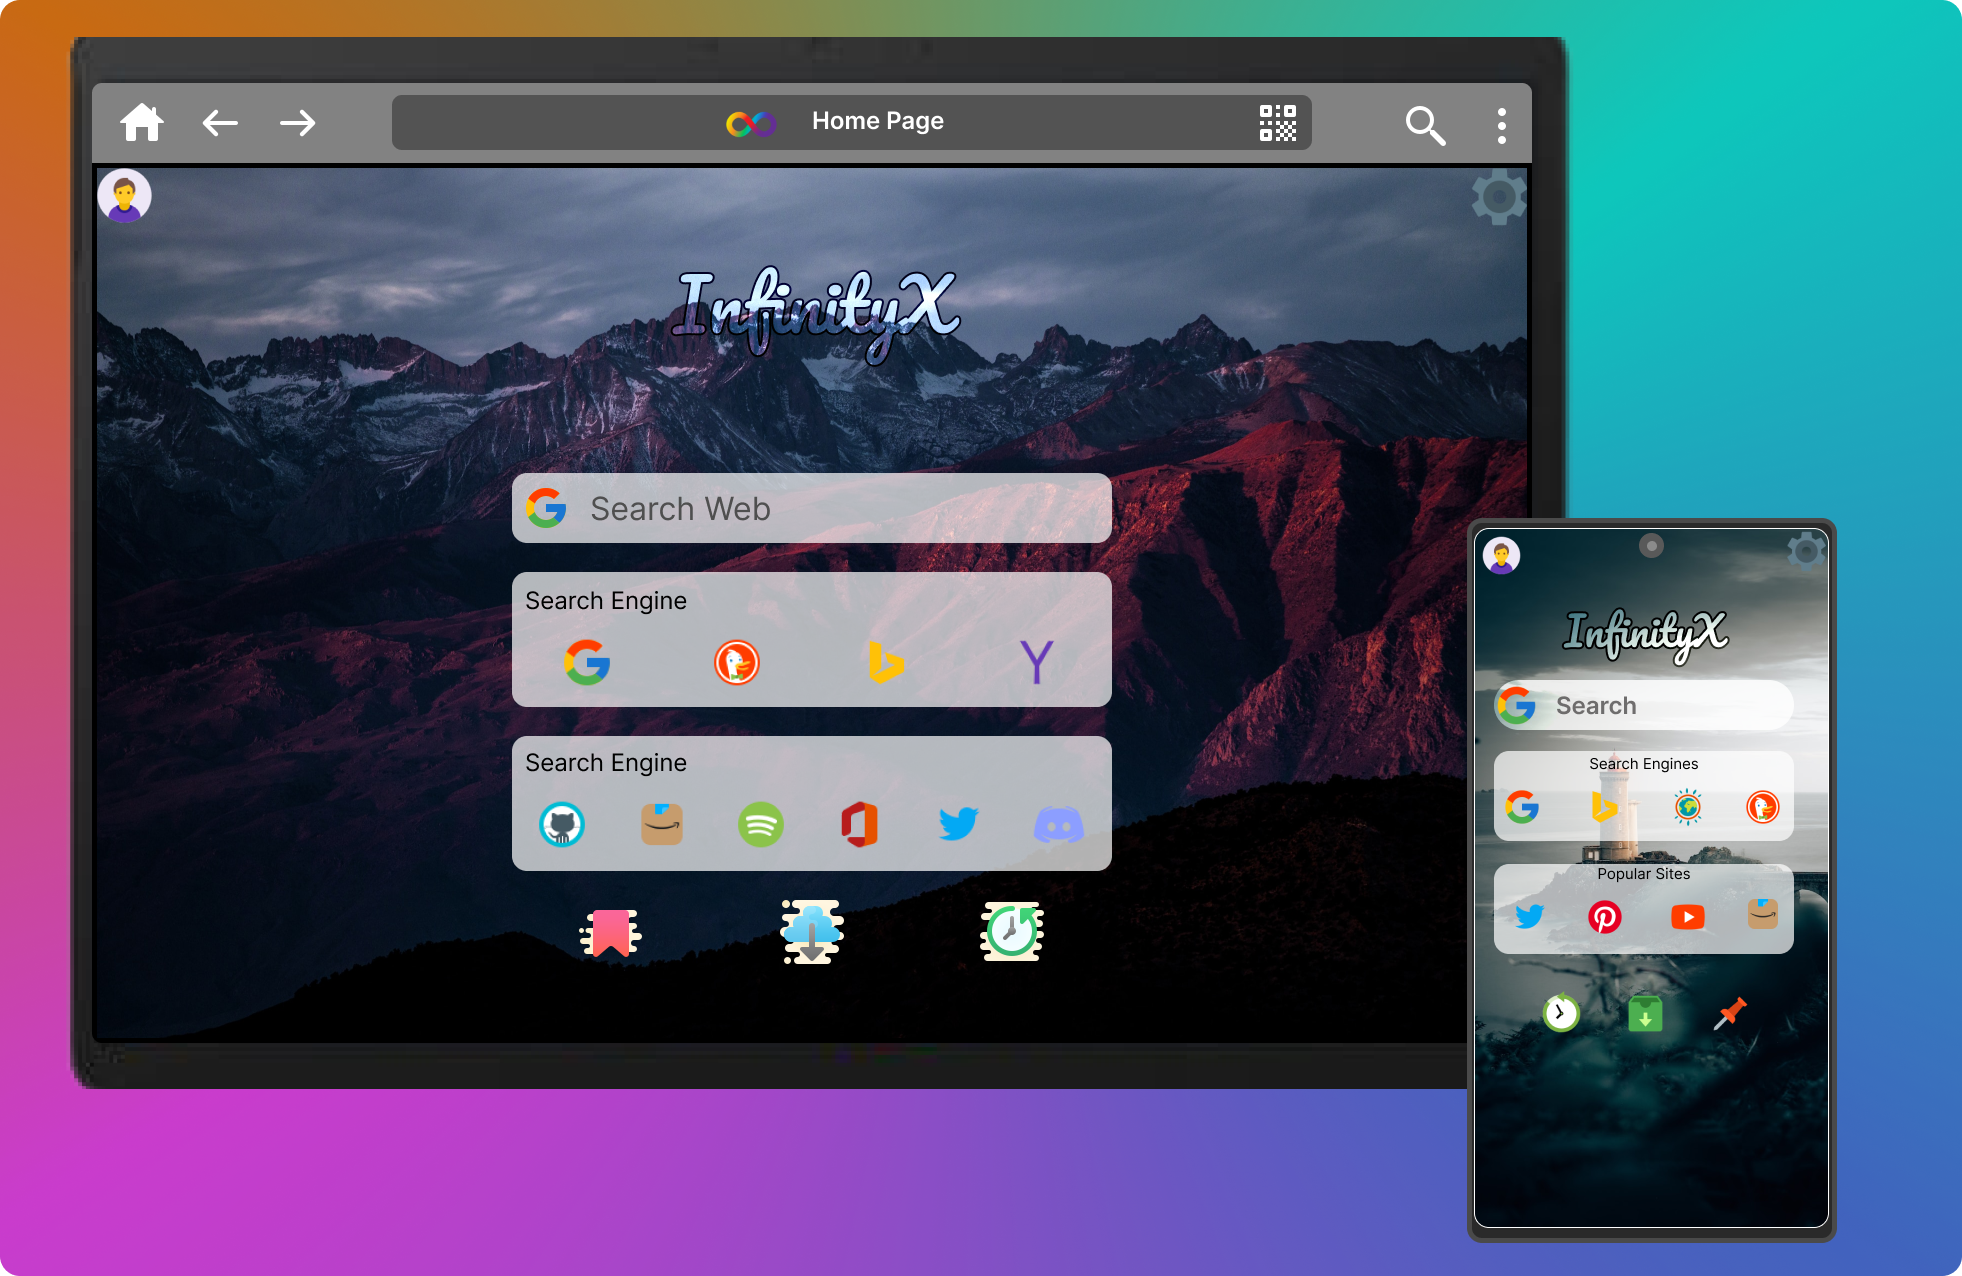 Home Page
InfinityX
Search Web
Search Engine
Search Engine
InfinityX
Search
Search Engines
Popular Sites